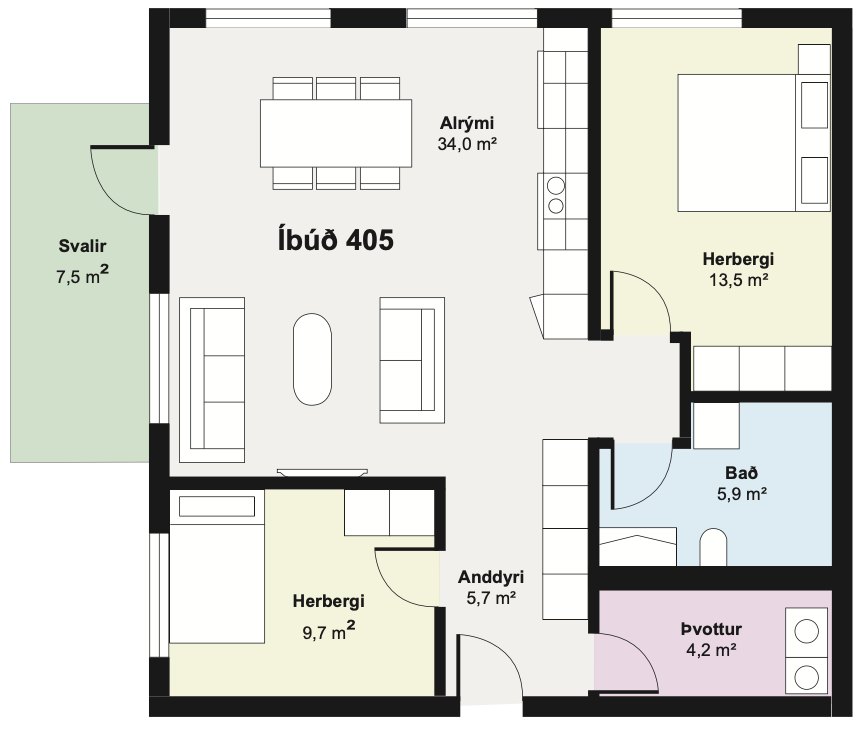 Alrými
34,0 m²
Íbúð 405
Svalir
7,5 m²
Herbergi
13,5 m²
Bað
5,9 m²
Anddyri
5,7 m²
Herbergi
9,7 m²
Þvottur
4,2 m²